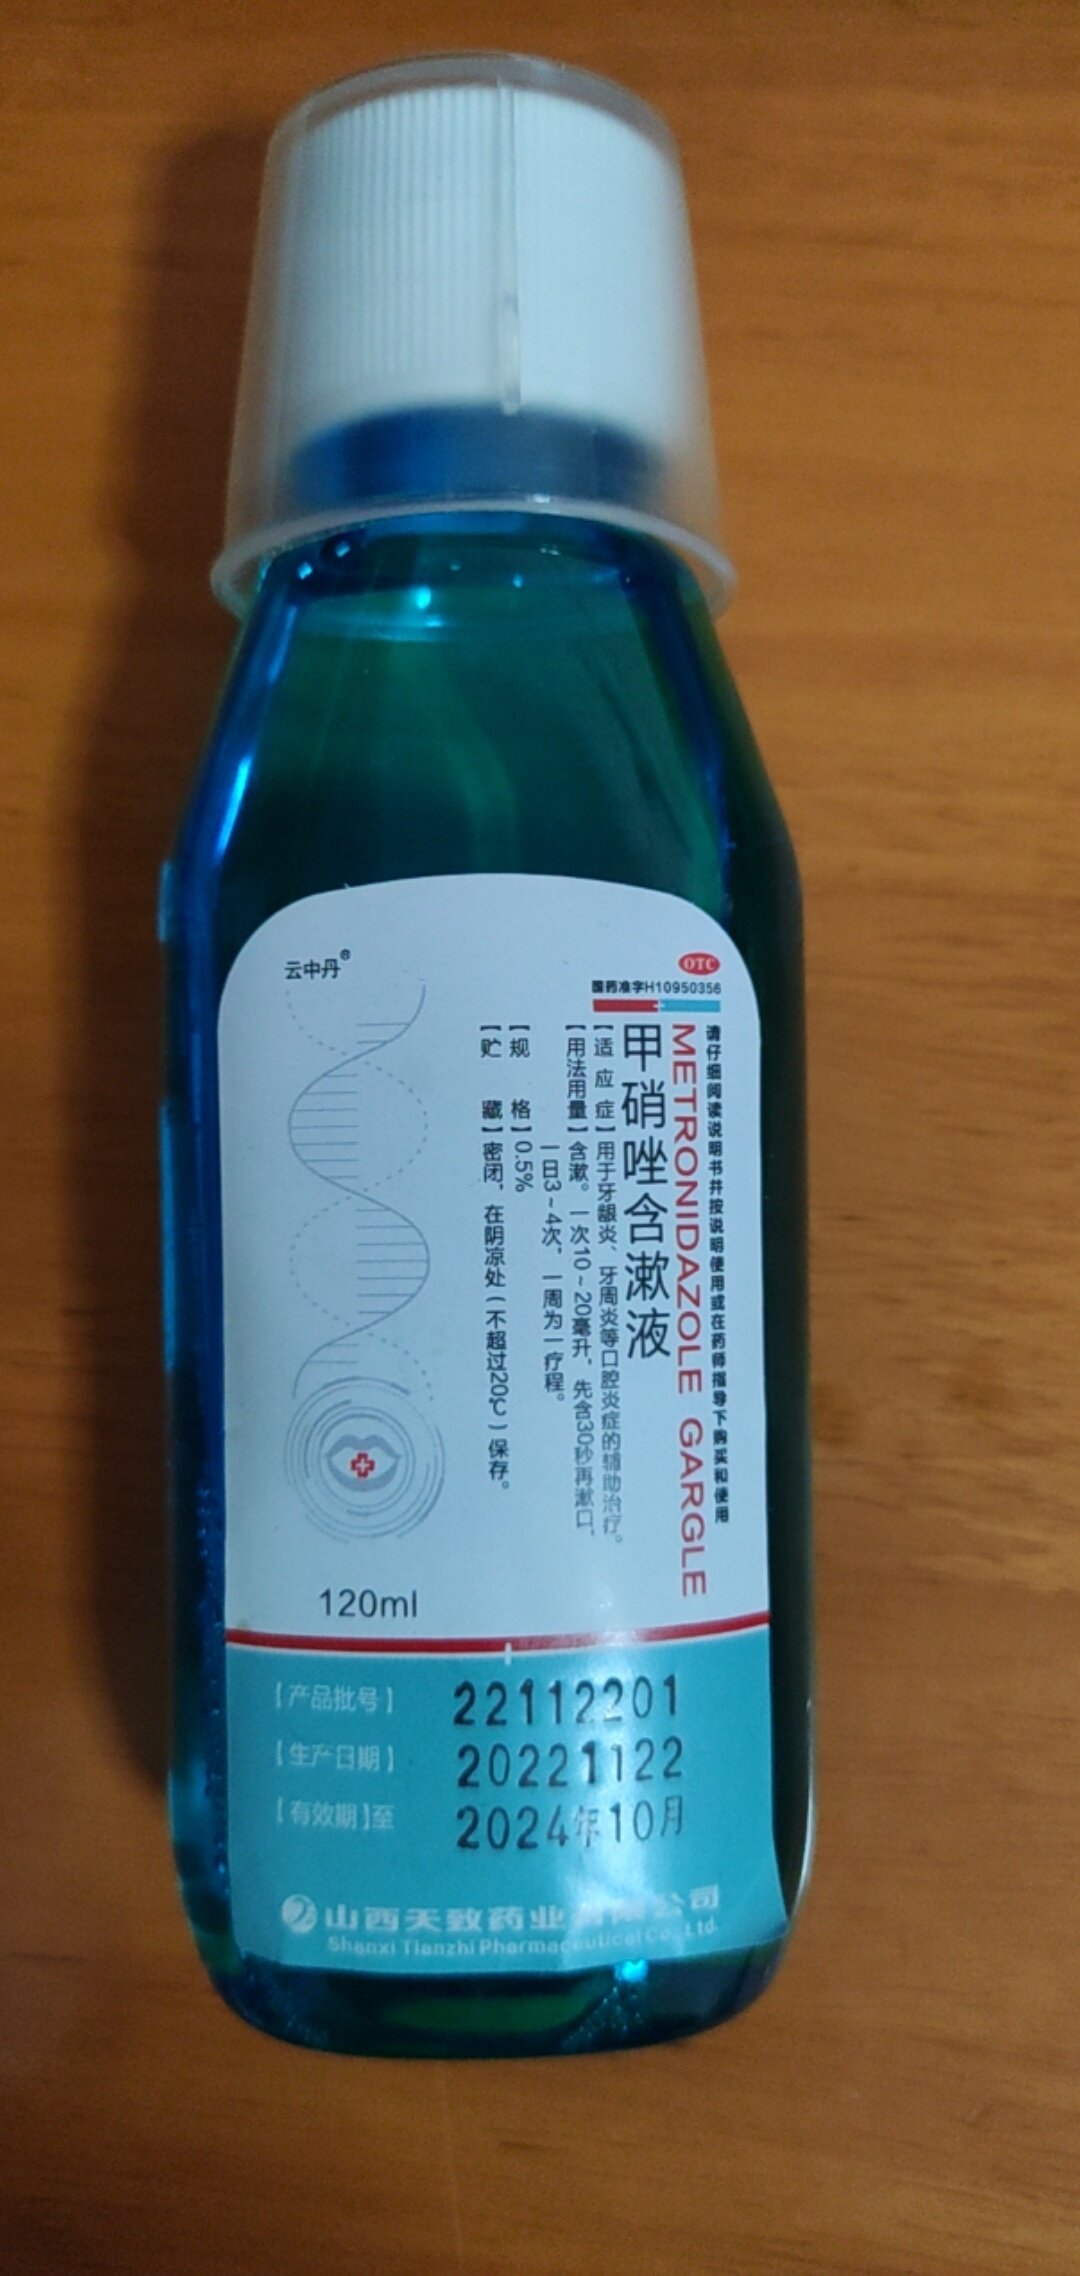 云中丹®
OTC
国药准字H10950356
请仔细阅读说明书并按说明使用或在药师指导下购买和使用
METRONIDAZOLE GARGLE
甲硝唑含漱液
【适应症】用于牙龈炎、牙周炎等口腔炎症的辅助治疗。
【用法用量】含漱。一次10~20毫升,先含30秒再漱口,
一日3~4次,一周为一疗程。
【规 格】0.5%
【贮 藏】密闭,在阴凉处(不超过20℃)保存。
120ml
【产品批号】 22112201
【生产日期】 20221122
【有效期】至 2024年10月
山西天致药业有限公司
Shanxi Tianzhi Pharmaceutical Co., Ltd.